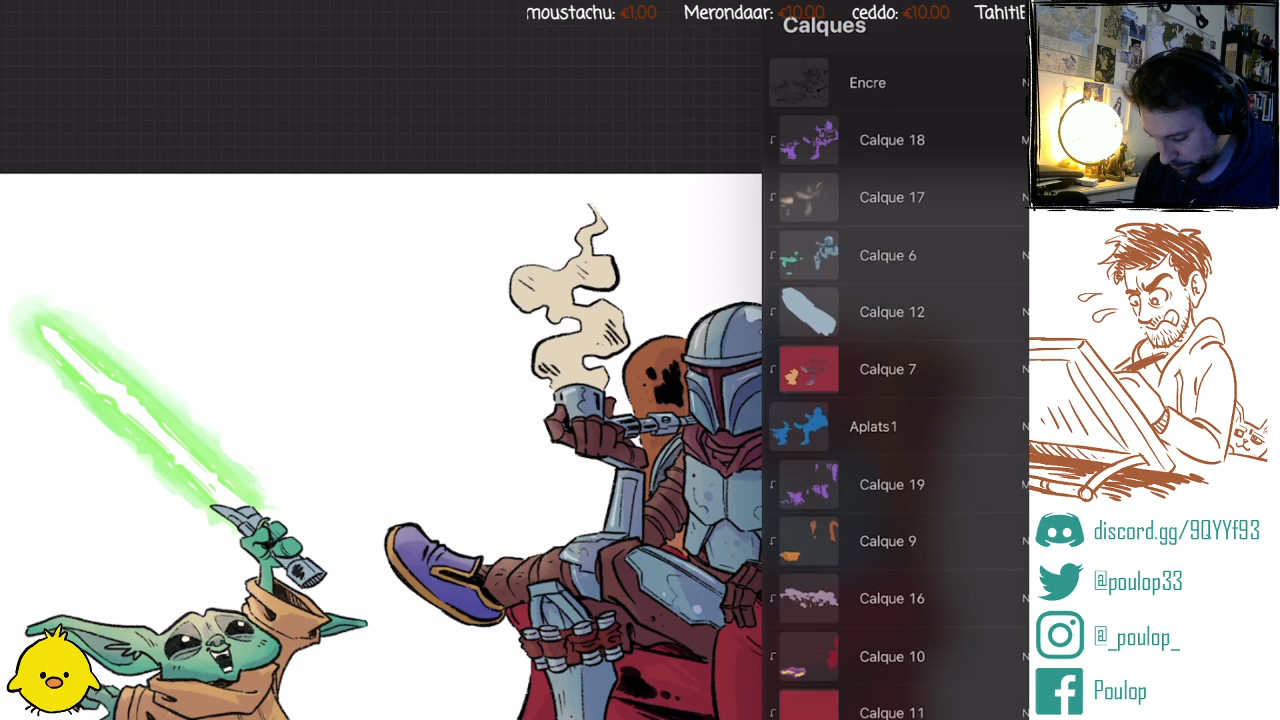 moustachu: €1.00 Merondaar: €10.00 ceddo: €10.00
Calques
Encre
Calque 18
Calque 17
Calque 6
Calque 12
Calque 7
Aplats1
Calque 19
Calque 9
Calque 16
Calque 10
Calque 11
discord.gg/9QYYf93
@poulop33
@_poulop_
Poulop